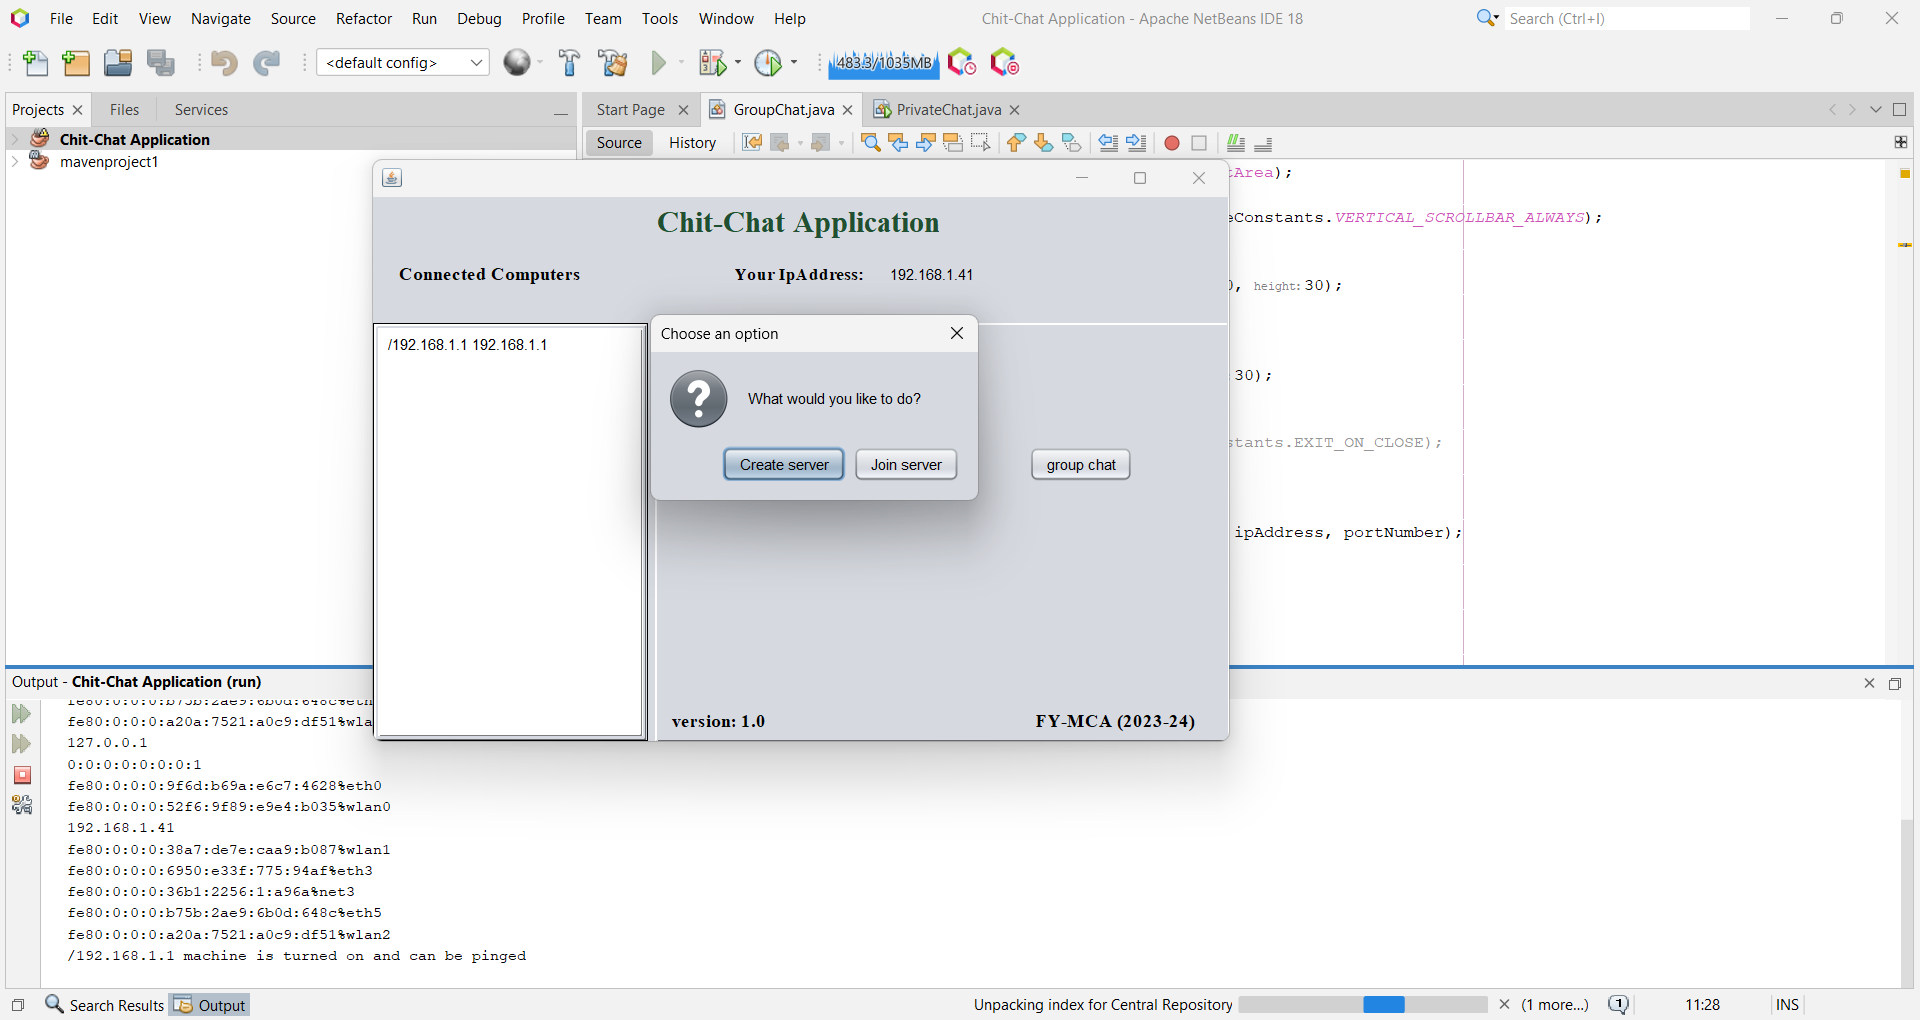 File Edit View Navigate Source Refactor Run Debug Profile Team Tools Window Help
Chit-Chat Application - Apache NetBeans IDE 18
Search (Ctrl+I)
<default config>
483.3/1035MB
Projects Files Services
Start Page GroupChat.java PrivateChat.java
Chit-Chat Application
mavenproject1
Source History
Chit-Chat Application
Connected Computers
Your IpAddress: 192.168.1.41
/192.168.1.1 192.168.1.1
Choose an option
What would you like to do?
Create server Join server
group chat
version: 1.0
FY-MCA (2023-24)
tArea);
eConstants.VERTICAL_SCROLLBAR_ALWAYS);
, height: 30);
30);
stants.EXIT_ON_CLOSE);
ipAddress, portNumber);
Output - Chit-Chat Application (run)
fe80:0:0:0:a20a:7521:a0c9:df51%wla
127.0.0.1
0:0:0:0:0:0:0:1
fe80:0:0:0:9f6d:b69a:e6c7:4628%eth0
fe80:0:0:0:52f6:9f89:e9e4:b035%wlan0
192.168.1.41
fe80:0:0:0:38a7:de7e:caa9:b087%wlan1
fe80:0:0:0:6950:e33f:775:94af%eth3
fe80:0:0:0:36b1:2256:1:a96a%net3
fe80:0:0:0:b75b:2ae9:6b0d:648c%eth5
fe80:0:0:0:a20a:7521:a0c9:df51%wlan2
/192.168.1.1 machine is turned on and can be pinged
Search Results Output
Unpacking index for Central Repository
(1 more...)
1
11:28
INS